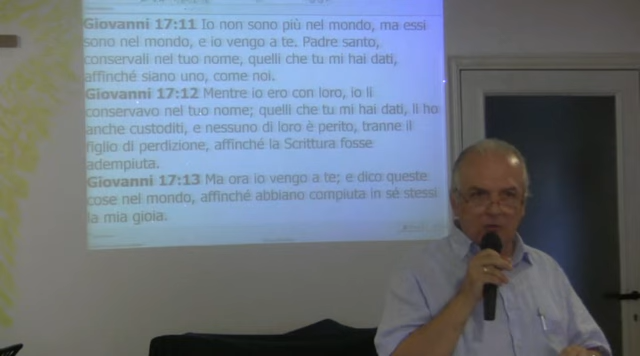 Giovanni 17:11 Io non sono più nel mondo, ma essi
sono nel mondo, e io vengo a te. Padre santo,
conservali nel tuo nome, quelli che tu mi hai dati,
affinché siano uno, come noi.
Giovanni 17:12 Mentre io ero con loro, io li
conservavo nel tuo nome; quelli che tu mi hai dati, li ho
anche custoditi, e nessuno di loro è perito, tranne il
figlio di perdizione, affinché la Scrittura fosse
adempiuta.
Giovanni 17:13 Ma ora io vengo a te; e dico queste
cose nel mondo, affinché abbiano compiuta in sé stessi
la mia gioia.